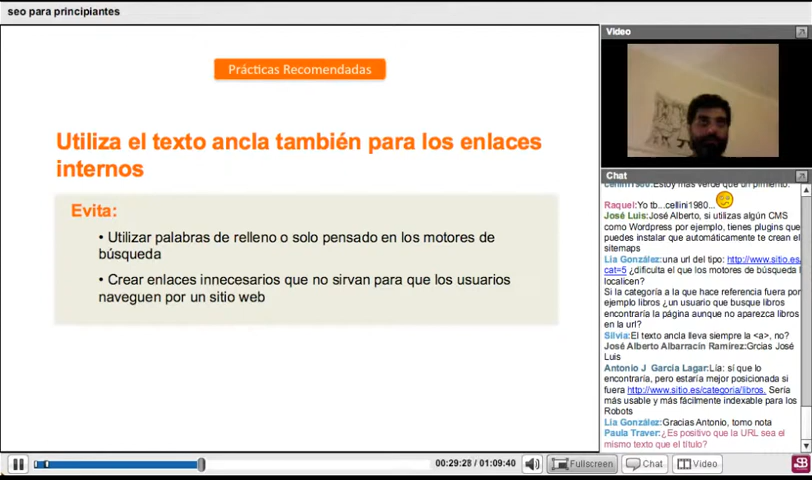 seo para principiantes
Prácticas Recomendadas
Utiliza el texto ancla también para los enlaces
internos
Evita:
• Utilizar palabras de relleno o solo pensado en los motores de
búsqueda
• Crear enlaces innecesarios que no sirvan para que los usuarios
naveguen por un sitio web
Video
Chat
cellini1980:Estoy más verde que un pimiento.
Raquel:Yo tb...cellini1980...
José Luis:José Alberto, si utilizas algún CMS
como Wordpress por ejemplo, tienes plugins que
puedes instalar que automáticamente te crean el
sitemaps
Lia González:una url del tipo: http://www.sitio.es/
cat=5 ¿dificulta el que los motores de búsqueda l
localicen?
Si la categoría a la que hace referencia fuera por
ejemplo libros ¿un usuario que busque libros
encontraría la página aunque no aparezca libros
en la url?
Silvia:El texto ancla lleva siempre la <a>, no?
José Alberto Albarracín Ramírez:Grcias José
Luis
Antonio J García Lagar:Lía: sí que lo
encontraría, pero estaría mejor posicionada si
fuera http://www.sitio.es/categoria/libros. Sería
más usable y más fácilmente indexable para los
Robots
Lia González:Gracias Antonio, tomo nota
Paula Traver:¿Es positivo que la URL sea el
mismo texto que el título?
00:29:28 / 01:09:40
Fullscreen
Chat
Video